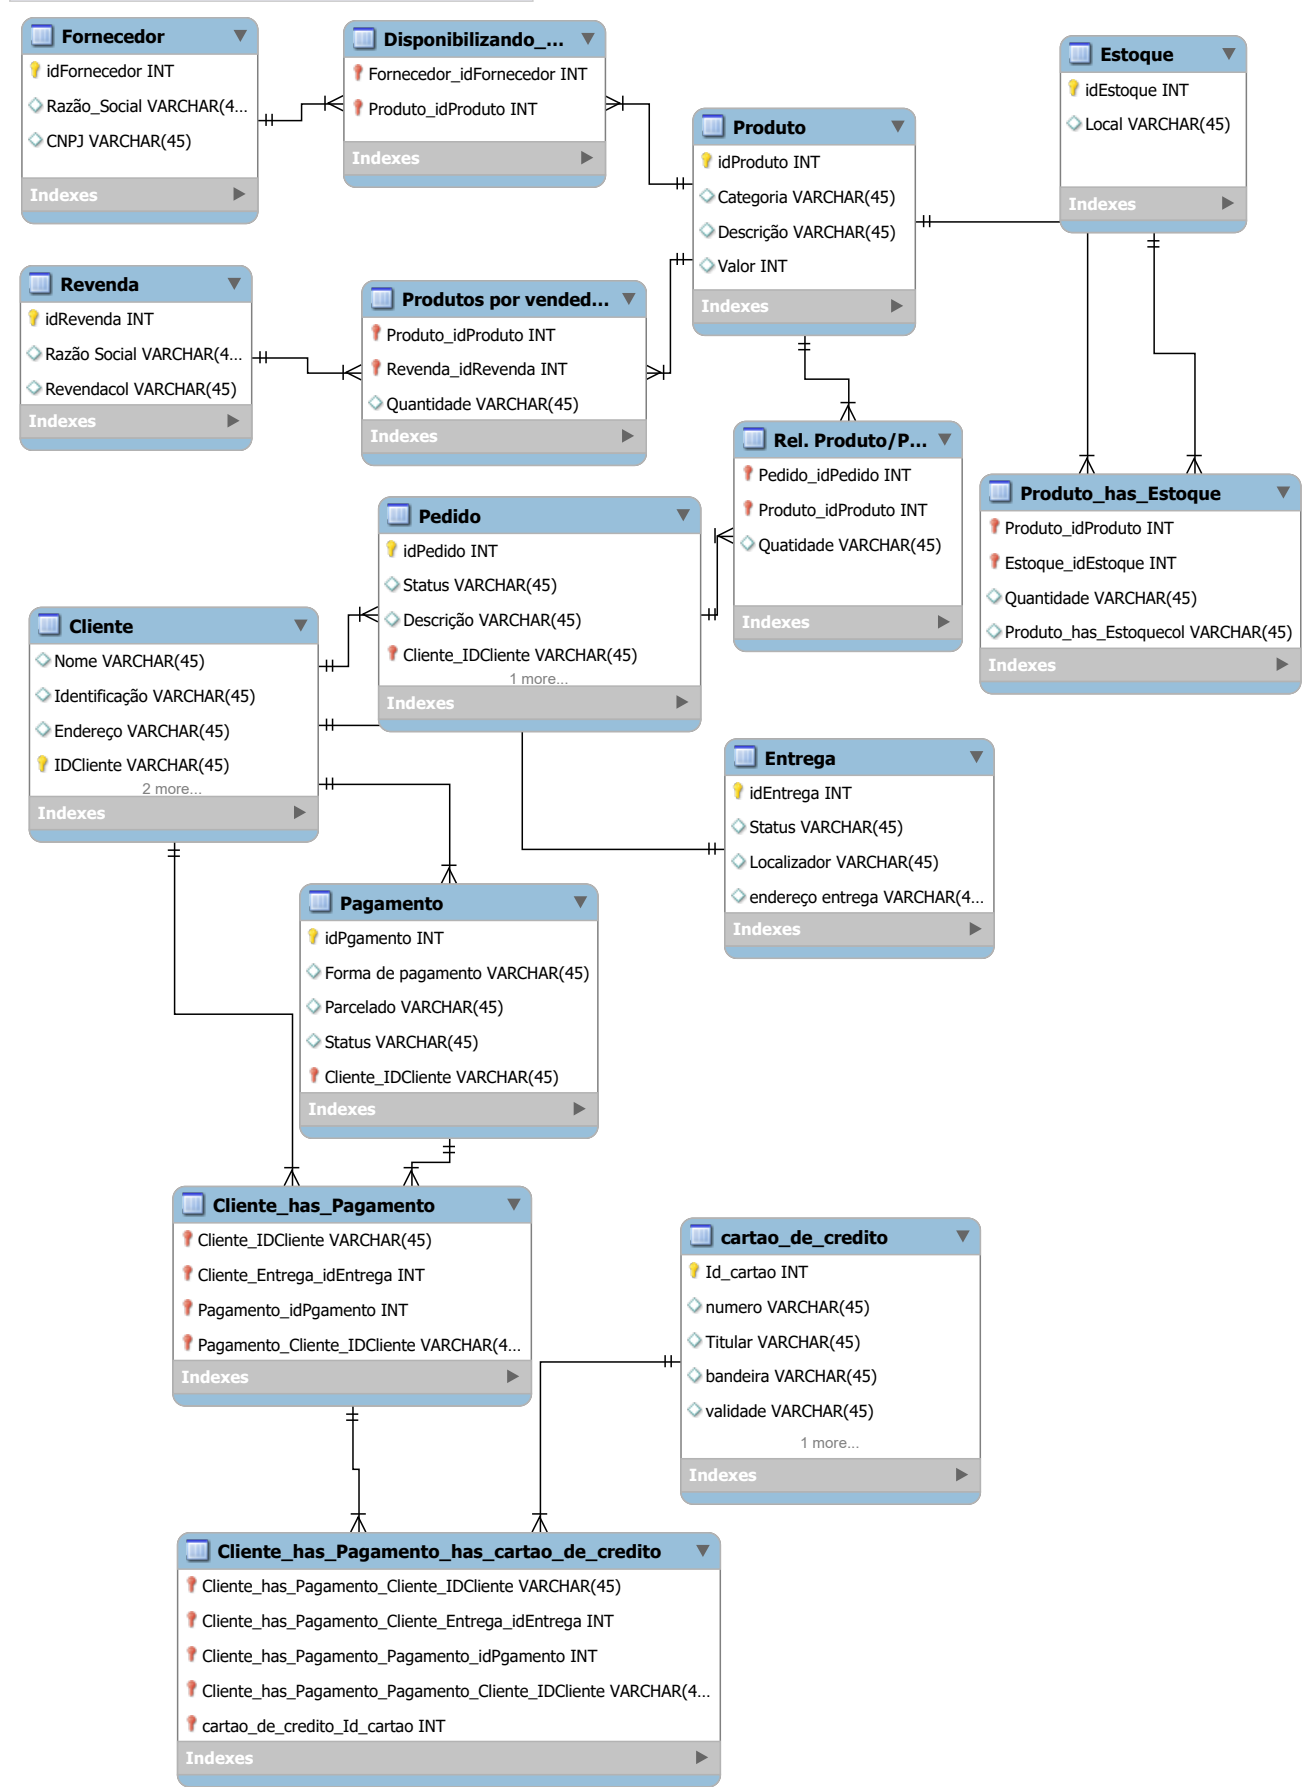 Fornecedor
idFornecedor INT
Razão_Social VARCHAR(4...
CNPJ VARCHAR(45)
Indexes
Disponibilizando_...
Fornecedor_idFornecedor INT
Produto_idProduto INT
Indexes
Produto
idProduto INT
Categoria VARCHAR(45)
Descrição VARCHAR(45)
Valor INT
Indexes
Estoque
idEstoque INT
Local VARCHAR(45)
Indexes
Revenda
idRevenda INT
Razão Social VARCHAR(4...
Revendacol VARCHAR(45)
Indexes
Produtos por vended...
Produto_idProduto INT
Revenda_idRevenda INT
Quantidade VARCHAR(45)
Indexes
Rel. Produto/P...
Pedido_idPedido INT
Produto_idProduto INT
Quatidade VARCHAR(45)
Indexes
Produto_has_Estoque
Produto_idProduto INT
Estoque_idEstoque INT
Quantidade VARCHAR(45)
Produto_has_Estoquecol VARCHAR(45)
Indexes
Pedido
idPedido INT
Status VARCHAR(45)
Descrição VARCHAR(45)
Cliente_IDCliente VARCHAR(45)
1 more...
Indexes
Cliente
Nome VARCHAR(45)
Identificação VARCHAR(45)
Endereço VARCHAR(45)
IDCliente VARCHAR(45)
2 more...
Indexes
Entrega
idEntrega INT
Status VARCHAR(45)
Localizador VARCHAR(45)
endereço entrega VARCHAR(4...
Indexes
Pagamento
idPgamento INT
Forma de pagamento VARCHAR(45)
Parcelado VARCHAR(45)
Status VARCHAR(45)
Cliente_IDCliente VARCHAR(45)
Indexes
Cliente_has_Pagamento
Cliente_IDCliente VARCHAR(45)
Cliente_Entrega_idEntrega INT
Pagamento_idPgamento INT
Pagamento_Cliente_IDCliente VARCHAR(4...
Indexes
cartao_de_credito
Id_cartao INT
numero VARCHAR(45)
Titular VARCHAR(45)
bandeira VARCHAR(45)
validade VARCHAR(45)
1 more...
Indexes
Cliente_has_Pagamento_has_cartao_de_credito
Cliente_has_Pagamento_Cliente_IDCliente VARCHAR(45)
Cliente_has_Pagamento_Cliente_Entrega_idEntrega INT
Cliente_has_Pagamento_Pagamento_idPgamento INT
Cliente_has_Pagamento_Pagamento_Cliente_IDCliente VARCHAR(4...
cartao_de_credito_Id_cartao INT
Indexes